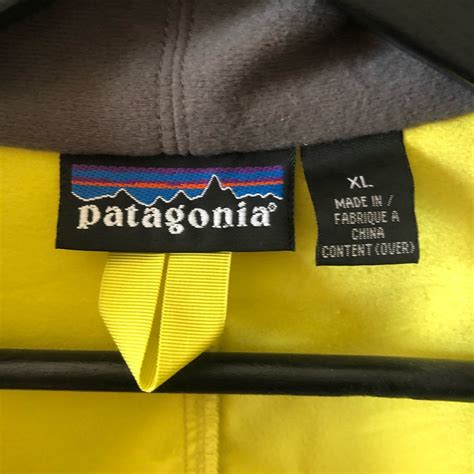 patagonia®
XL
MADE IN /
FABRIQUE A
CHINA
CONTENT (OVER)